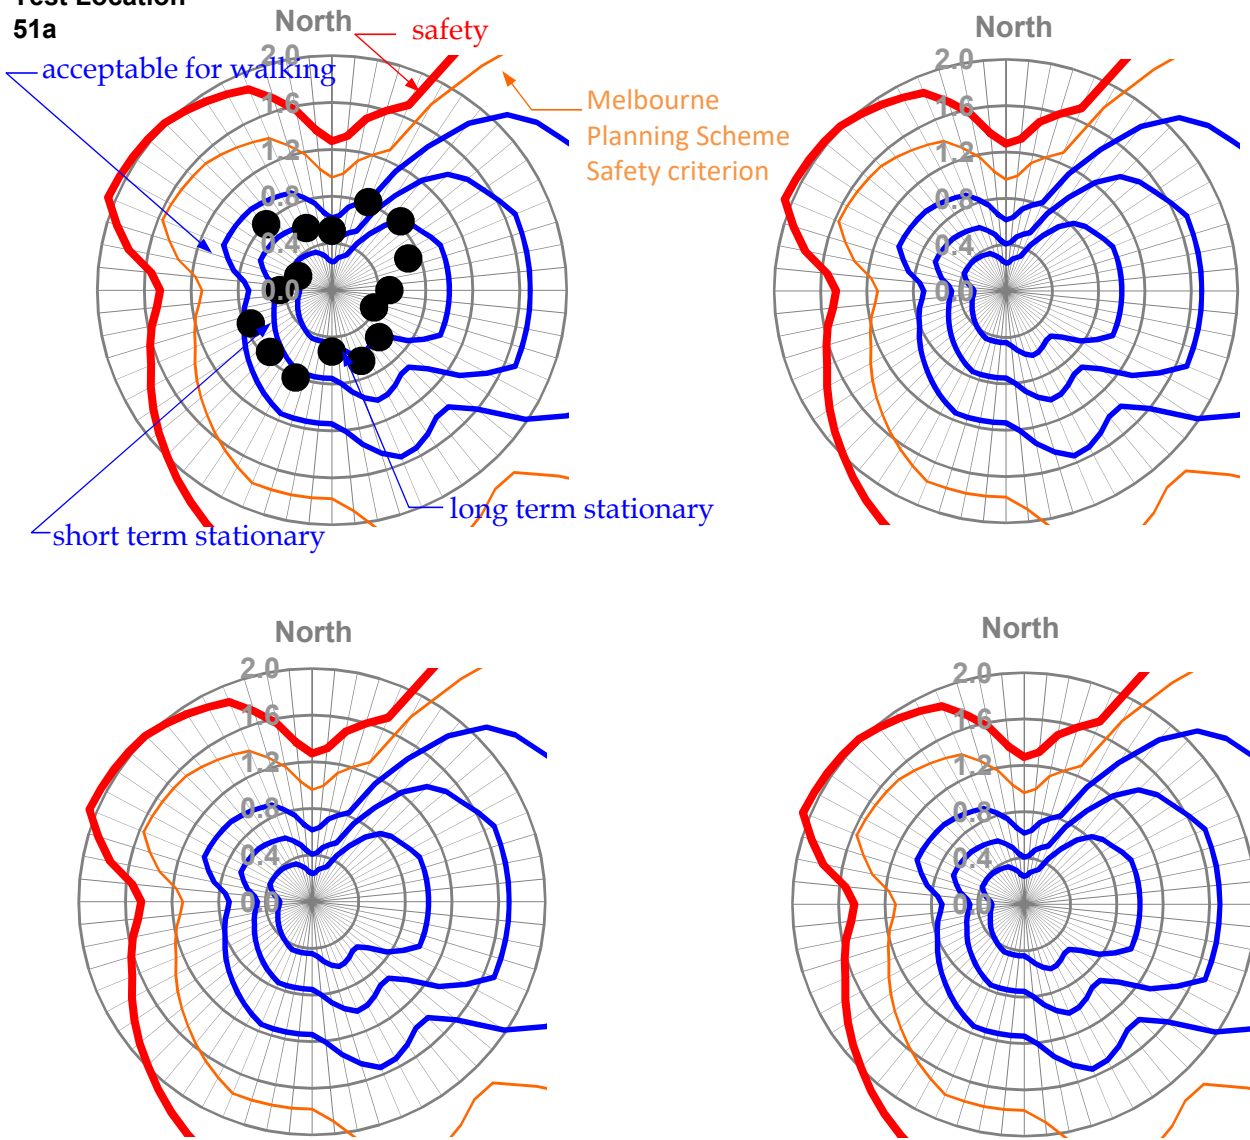 Test Location
51a
North
safety
2.0
acceptable for walking
1.6
Melbourne
Planning Scheme
Safety criterion
1.2
0.8
0.4
0.0
long term stationary
short term stationary
North
2.0
1.6
1.2
0.8
0.4
0.0
North
2.0
1.6
1.2
0.8
0.4
0.0
North
2.0
1.6
1.2
0.8
0.4
0.0